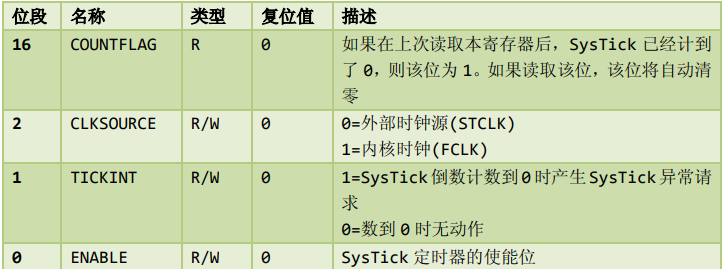 位段 名称 类型 复位值 描述
16 COUNTFLAG R 0 如果在上次读取本寄存器后，SysTick 已经计到
了 0，则该位为 1。如果读取该位，该位将自动清
零
2 CLKSOURCE R/W 0 0=外部时钟源(STCLK)
1=内核时钟(FCLK)
1 TICKINT R/W 0 1=SysTick 倒数计数到 0 时产生 SysTick 异常请
求
0=数到 0 时无动作
0 ENABLE R/W 0 SysTick 定时器的使能位